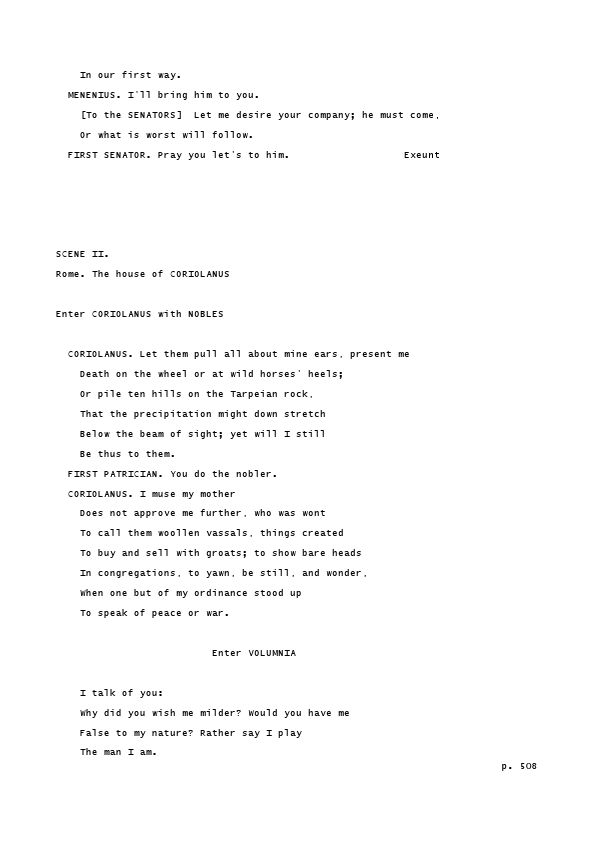 In our first way.
MENENIUS. I'll bring him to you.
[To the SENATORS]  Let me desire your company; he must come,
Or what is worst will follow.
FIRST SENATOR. Pray you let's to him.                   Exeunt
SCENE II.
Rome. The house of CORIOLANUS
Enter CORIOLANUS with NOBLES
CORIOLANUS. Let them pull all about mine ears, present me
Death on the wheel or at wild horses' heels;
Or pile ten hills on the Tarpeian rock,
That the precipitation might down stretch
Below the beam of sight; yet will I still
Be thus to them.
FIRST PATRICIAN. You do the nobler.
CORIOLANUS. I muse my mother
Does not approve me further, who was wont
To call them woollen vassals, things created
To buy and sell with groats; to show bare heads
In congregations, to yawn, be still, and wonder,
When one but of my ordinance stood up
To speak of peace or war.
Enter VOLUMNIA
I talk of you:
Why did you wish me milder? Would you have me
False to my nature? Rather say I play
The man I am.
p. 508